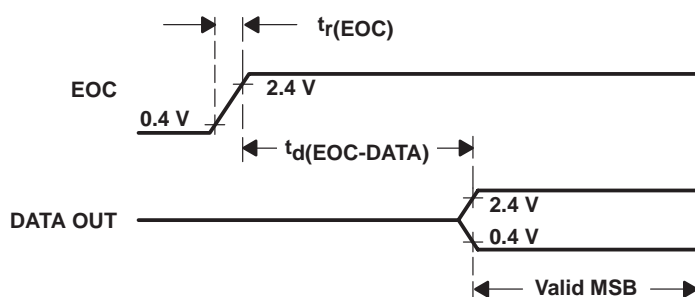 tr(EOC)
EOC
2.4 V
0.4 V
td(EOC-DATA)
DATA OUT
2.4 V
0.4 V
Valid MSB